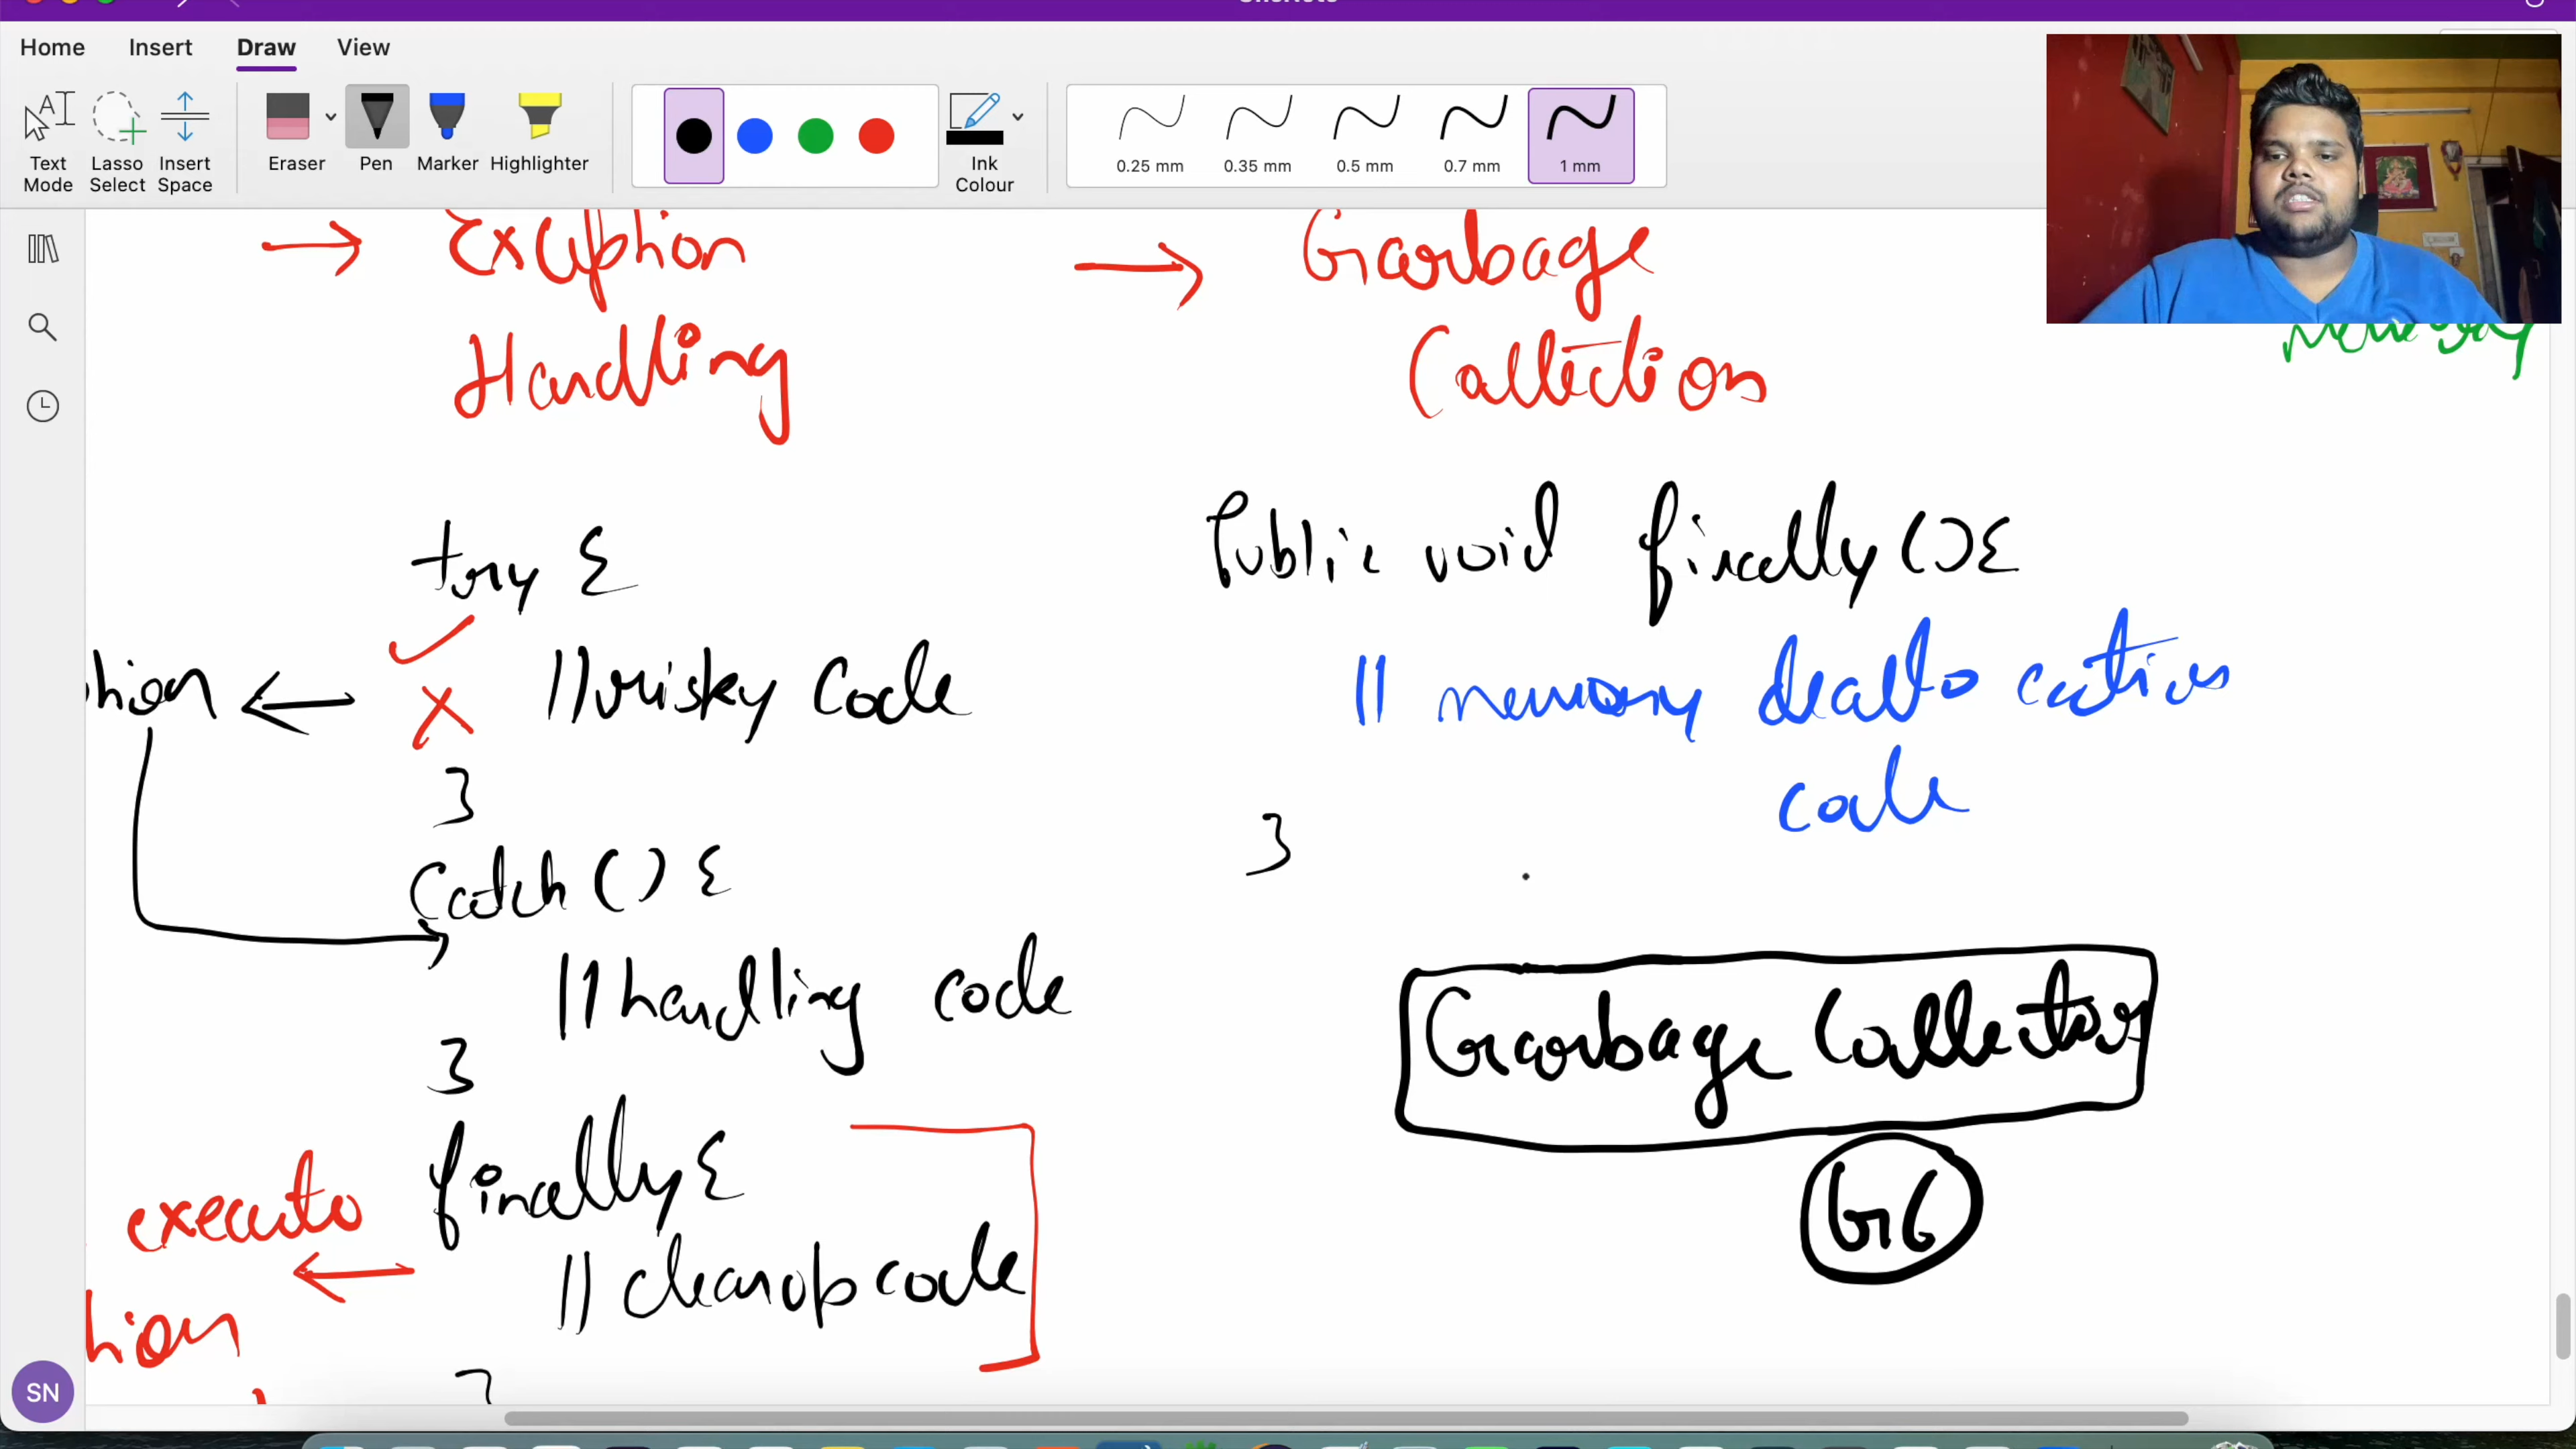 Home Insert Draw View
Text Mode
Lasso Select
Insert Space
Eraser
Pen
Marker
Highlighter
Ink Colour
0.25 mm
0.35 mm
0.5 mm
0.7 mm
1 mm
→ Exception
Handling
→ Garbage
Collection
try {
// risky code
}
catch () {
// handling code
}
finally {
// cleanup code
Public void finally () {
// memory deallocation
code
}
Garbage Collector
GC
SN